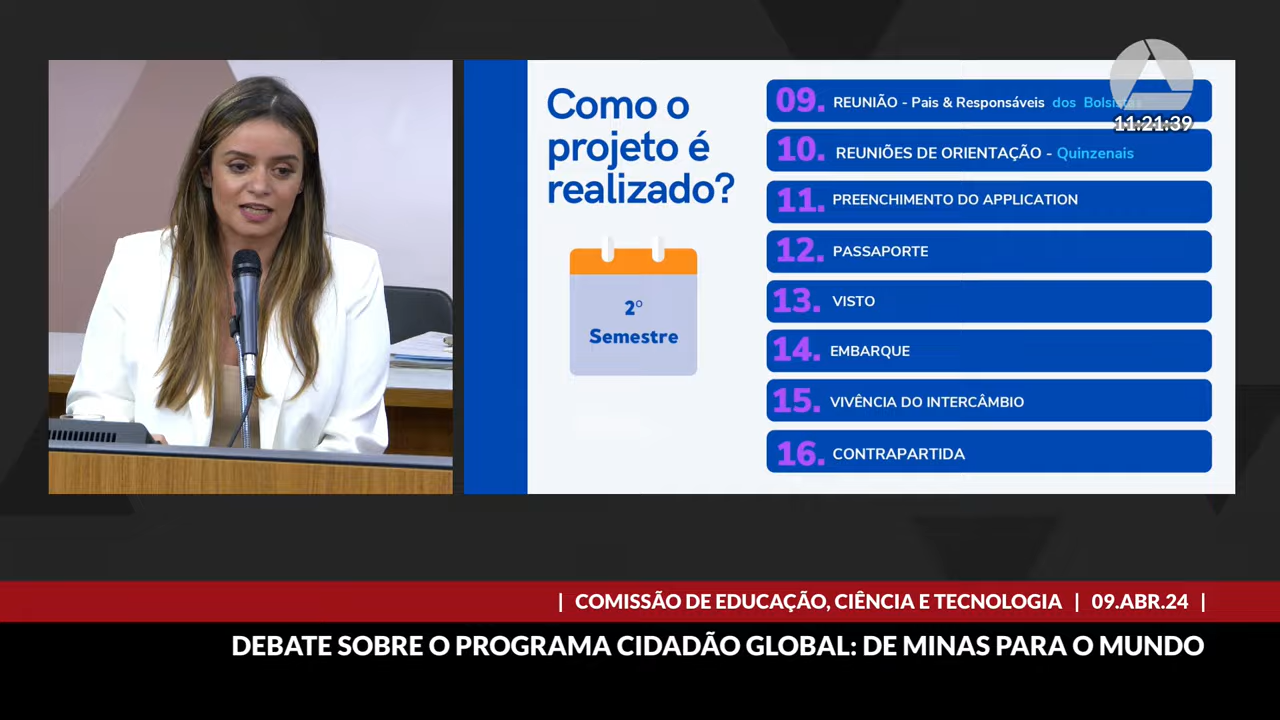 Como o
projeto é
realizado?
2º
Semestre
09. REUNIÃO - Pais & Responsáveis dos Bolsistas
11:21:39
10. REUNIÕES DE ORIENTAÇÃO - Quinzenais
11. PREENCHIMENTO DO APPLICATION
12. PASSAPORTE
13. VISTO
14. EMBARQUE
15. VIVÊNCIA DO INTERCÂMBIO
16. CONTRAPARTIDA
| COMISSÃO DE EDUCAÇÃO, CIÊNCIA E TECNOLOGIA | 09.ABR.24 |
DEBATE SOBRE O PROGRAMA CIDADÃO GLOBAL: DE MINAS PARA O MUNDO